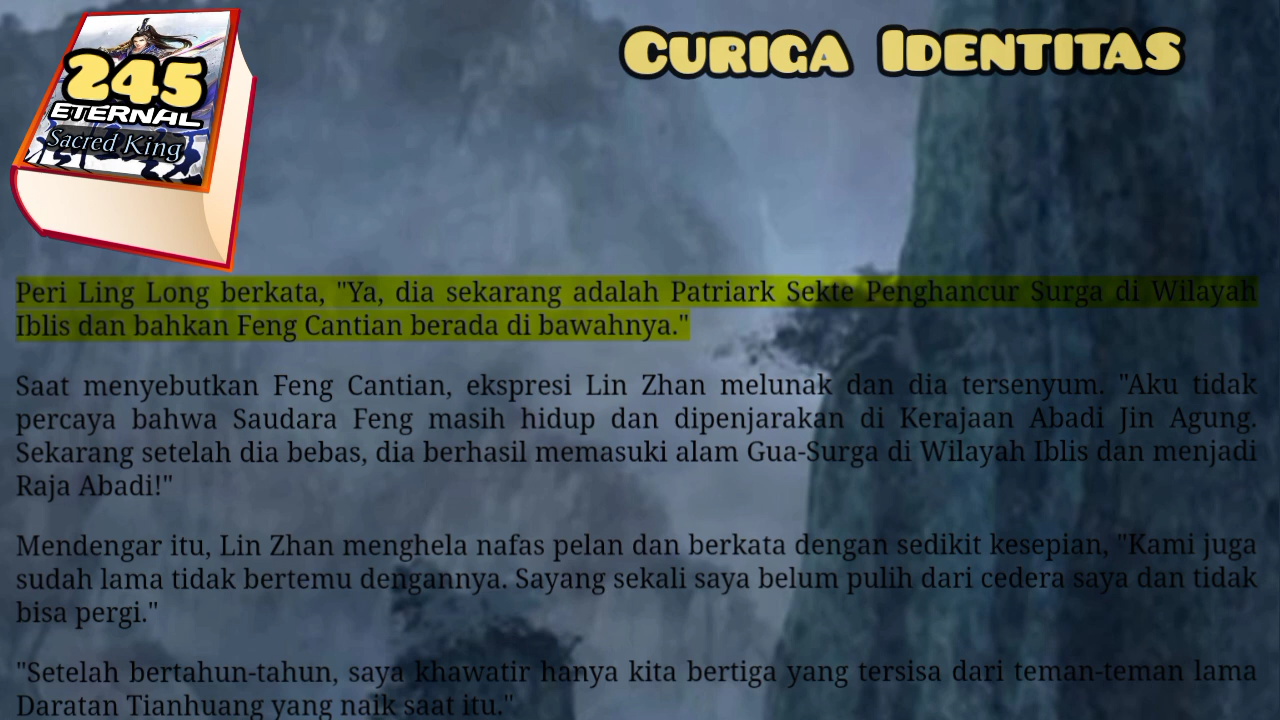 245
ETERNAL
Sacred King
Curiga Identitas
Peri Ling Long berkata, "Ya, dia sekarang adalah Patriark Sekte Penghancur Surga di Wilayah
Iblis dan bahkan Feng Cantian berada di bawahnya."
Saat menyebutkan Feng Cantian, ekspresi Lin Zhan melunak dan dia tersenyum. "Aku tidak
percaya bahwa Saudara Feng masih hidup dan dipenjarakan di Kerajaan Abadi Jin Agung.
Sekarang setelah dia bebas, dia berhasil memasuki alam Gua-Surga di Wilayah Iblis dan menjadi
Raja Abadi!"
Mendengar itu, Lin Zhan menghela nafas pelan dan berkata dengan sedikit kesepian, "Kami juga
sudah lama tidak bertemu dengannya. Sayang sekali saya belum pulih dari cedera saya dan tidak
bisa pergi."
"Setelah bertahun-tahun, saya khawatir hanya kita bertiga yang tersisa dari teman-teman lama
Daratan Tianhuang yang naik saat itu."